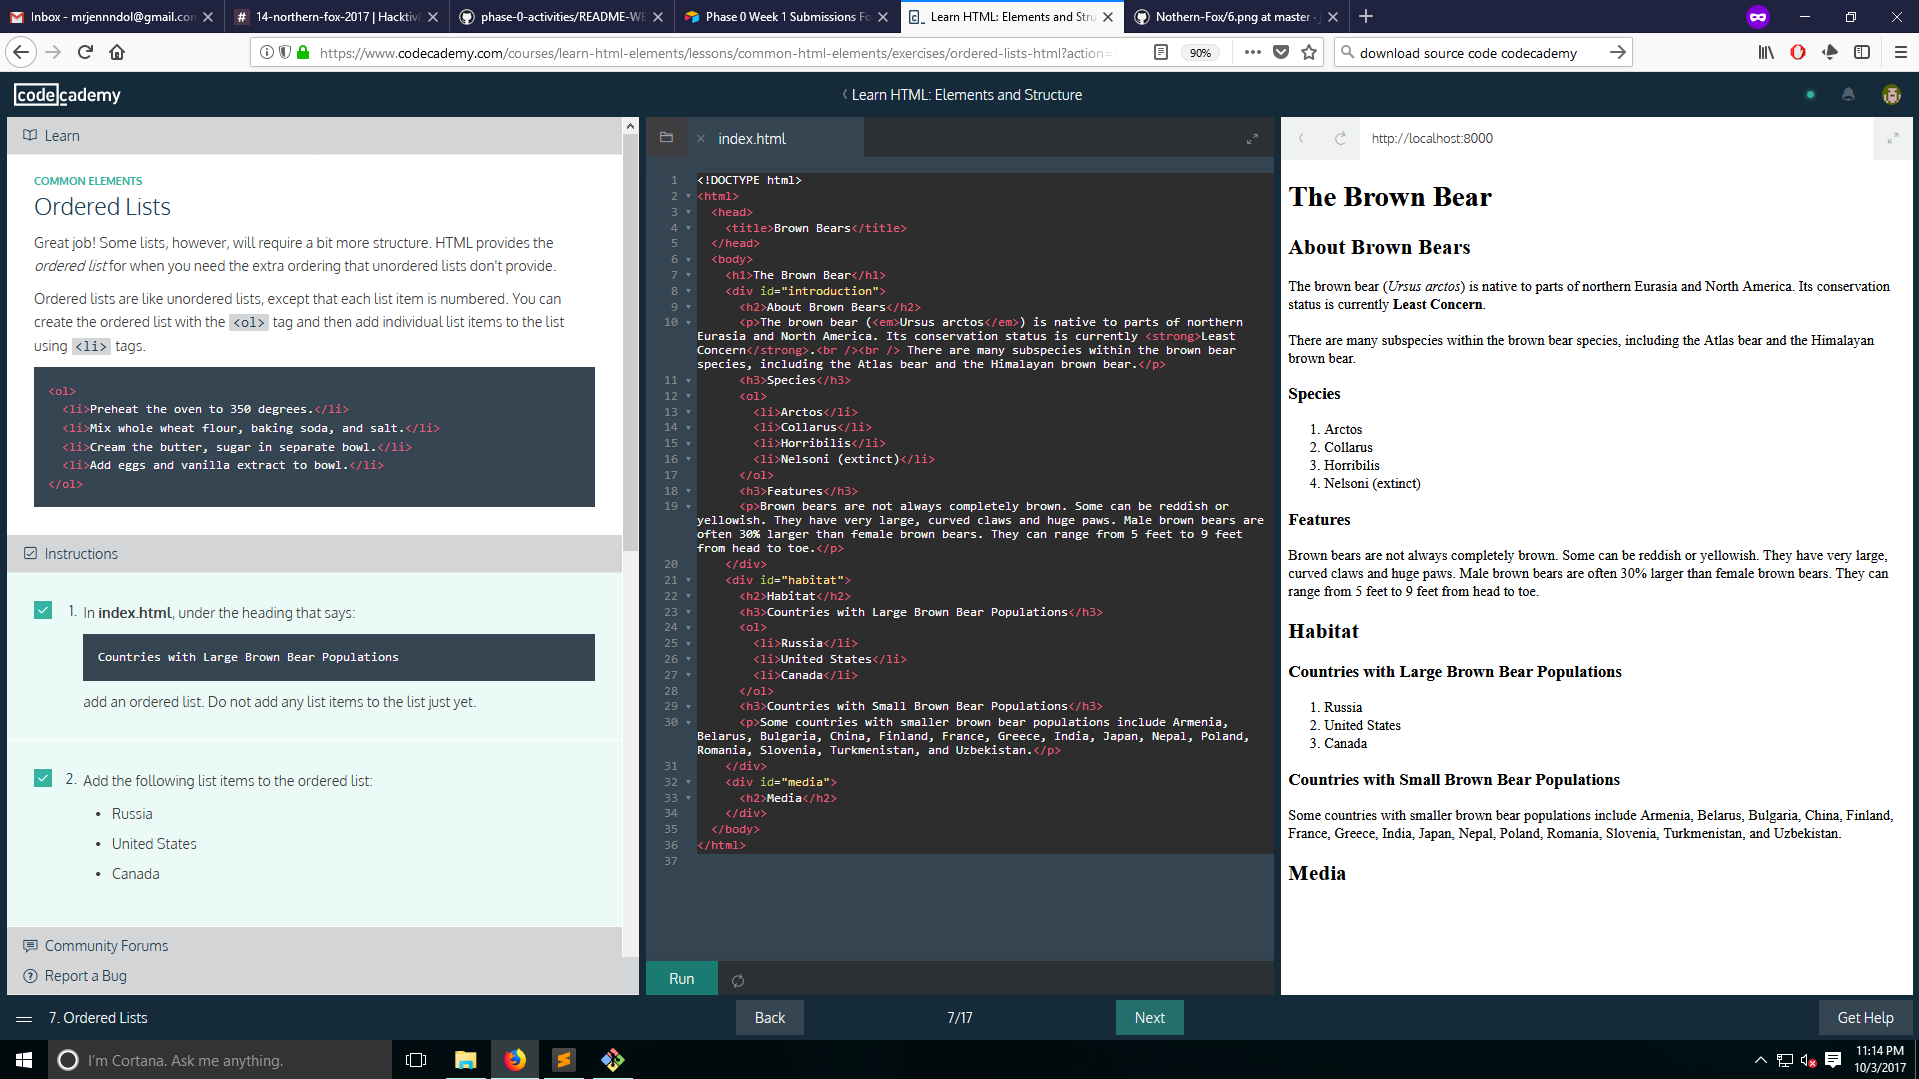 Inbox - mrjennndol@gmail.con
14-northern-fox-2017 | Hacktiv
phase-0-activities/README-WE
Phase 0 Week 1 Submissions Fo
Learn HTML: Elements and Stru
Nothern-Fox/6.png at master · j
https://www.codecademy.com/courses/learn-html-elements/lessons/common-html-elements/exercises/ordered-lists-html?action=
90%
download source code codecademy
codecademy
Learn HTML: Elements and Structure
Learn
COMMON ELEMENTS
Ordered Lists
Great job! Some lists, however, will require a bit more structure. HTML provides the
ordered list for when you need the extra ordering that unordered lists don't provide.
Ordered lists are like unordered lists, except that each list item is numbered. You can
create the ordered list with the <ol> tag and then add individual list items to the list
using <li> tags.
<ol>
<li>Preheat the oven to 350 degrees.</li>
<li>Mix whole wheat flour, baking soda, and salt.</li>
<li>Cream the butter, sugar in separate bowl.</li>
<li>Add eggs and vanilla extract to bowl.</li>
</ol>
Instructions
1. In index.html, under the heading that says:
Countries with Large Brown Bear Populations
add an ordered list. Do not add any list items to the list just yet.
2. Add the following list items to the ordered list:
• Russia
• United States
• Canada
Community Forums
Report a Bug
index.html
1 <!DOCTYPE html>
2 <html>
3 <head>
4 <title>Brown Bears</title>
5 </head>
6 <body>
7 <h1>The Brown Bear</h1>
8 <div id="introduction">
9 <h2>About Brown Bears</h2>
10 <p>The brown bear (<em>Ursus arctos</em>) is native to parts of northern
Eurasia and North America. Its conservation status is currently <strong>Least
Concern</strong>.<br /><br /> There are many subspecies within the brown bear
species, including the Atlas bear and the Himalayan brown bear.</p>
11 <h3>Species</h3>
12 <ol>
13 <li>Arctos</li>
14 <li>Collarus</li>
15 <li>Horribilis</li>
16 <li>Nelsoni (extinct)</li>
17 </ol>
18 <h3>Features</h3>
19 <p>Brown bears are not always completely brown. Some can be reddish or
yellowish. They have very large, curved claws and huge paws. Male brown bears are
often 30% larger than female brown bears. They can range from 5 feet to 9 feet
from head to toe.</p>
20 </div>
21 <div id="habitat">
22 <h2>Habitat</h2>
23 <h3>Countries with Large Brown Bear Populations</h3>
24 <ol>
25 <li>Russia</li>
26 <li>United States</li>
27 <li>Canada</li>
28 </ol>
29 <h3>Countries with Small Brown Bear Populations</h3>
30 <p>Some countries with smaller brown bear populations include Armenia,
Belarus, Bulgaria, China, Finland, France, Greece, India, Japan, Nepal, Poland,
Romania, Slovenia, Turkmenistan, and Uzbekistan.</p>
31 </div>
32 <div id="media">
33 <h2>Media</h2>
34 </div>
35 </body>
36 </html>
37
Run
http://localhost:8000
The Brown Bear
About Brown Bears
The brown bear (Ursus arctos) is native to parts of northern Eurasia and North America. Its conservation
status is currently Least Concern.
There are many subspecies within the brown bear species, including the Atlas bear and the Himalayan
brown bear.
Species
1. Arctos
2. Collarus
3. Horribilis
4. Nelsoni (extinct)
Features
Brown bears are not always completely brown. Some can be reddish or yellowish. They have very large,
curved claws and huge paws. Male brown bears are often 30% larger than female brown bears. They can
range from 5 feet to 9 feet from head to toe.
Habitat
Countries with Large Brown Bear Populations
1. Russia
2. United States
3. Canada
Countries with Small Brown Bear Populations
Some countries with smaller brown bear populations include Armenia, Belarus, Bulgaria, China, Finland,
France, Greece, India, Japan, Nepal, Poland, Romania, Slovenia, Turkmenistan, and Uzbekistan.
Media
7. Ordered Lists
Back
7/17
Next
Get Help
I'm Cortana. Ask me anything.
11:14 PM
10/3/2017